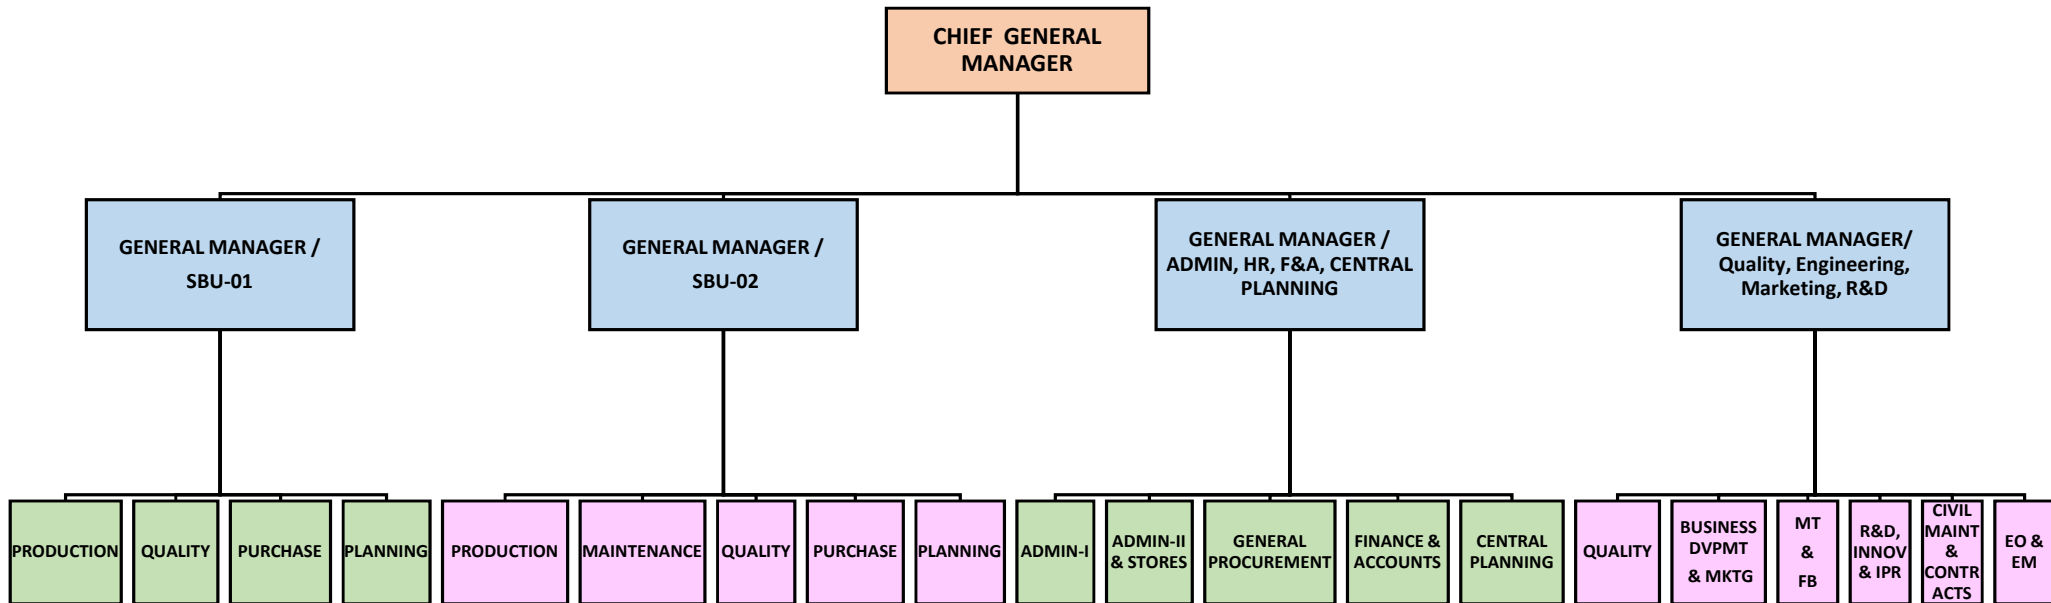 CHIEF GENERAL
MANAGER
GENERAL MANAGER /
SBU-01
GENERAL MANAGER /
SBU-02
GENERAL MANAGER /
ADMIN, HR, F&A, CENTRAL
PLANNING
GENERAL MANAGER/
Quality, Engineering,
Marketing, R&D
PRODUCTION
QUALITY
PURCHASE
PLANNING
PRODUCTION
MAINTENANCE
QUALITY
PURCHASE
PLANNING
ADMIN-I
ADMIN-II
& STORES
GENERAL
PROCUREMENT
FINANCE &
ACCOUNTS
CENTRAL
PLANNING
QUALITY
BUSINESS
DVPMT
& MKTG
MT
&
FB
R&D,
INNOV
& IPR
CIVIL
MAINT
&
CONTR
ACTS
EO &
EM